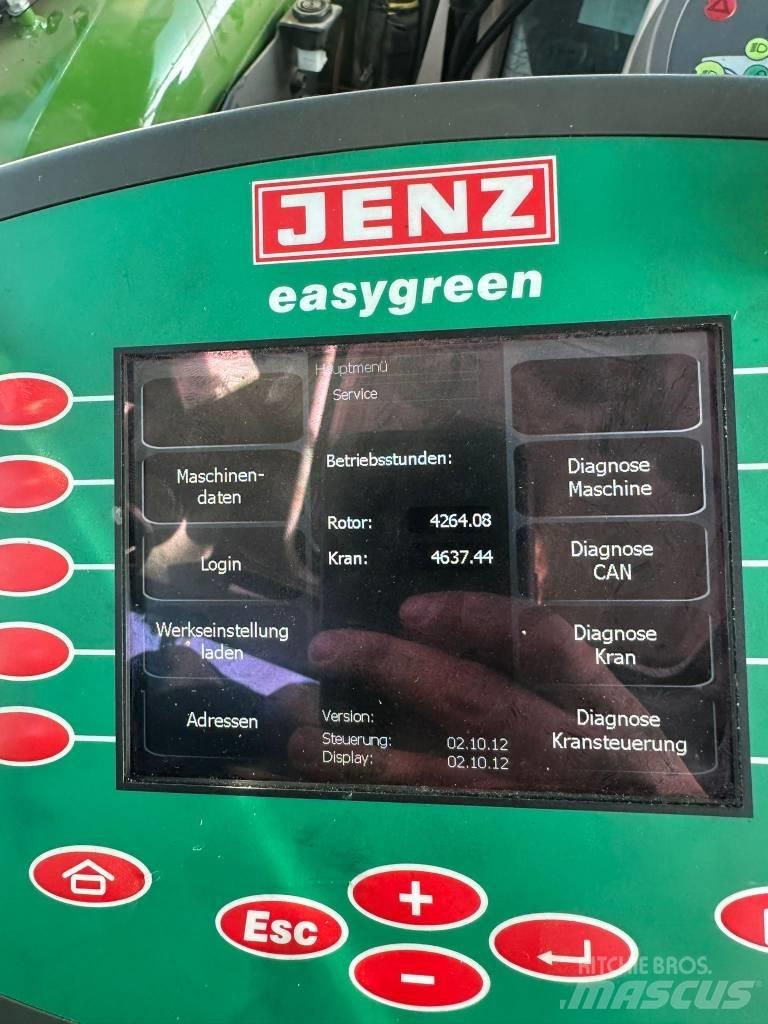 JENZ
easygreen
Hauptmenü
Service
Maschinen-
daten
Login
Werkseinstellung
laden
Adressen
Betriebsstunden:
Rotor: 4264.08
Kran: 4637.44
Version:
Steuerung: 02.10.12
Display: 02.10.12
Diagnose
Maschine
Diagnose
CAN
Diagnose
Kran
Diagnose
Kransteuerung
+
Esc
-
RITCHIE BROS.
MASCUS